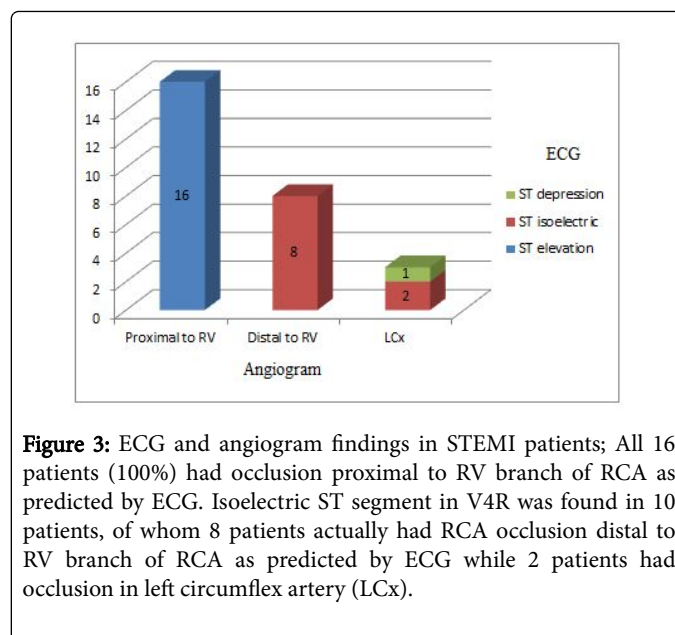 16
14
12
10
8
6
4
2
0
16
8
1
2
Proximal to RV
Distal to RV
LCx
Angiogram
ECG
ST depression
ST isoelectric
ST elevation
Figure 3: ECG and angiogram findings in STEMI patients; All 16
patients (100%) had occlusion proximal to RV branch of RCA as
predicted by ECG. Isoelectric ST segment in V4R was found in 10
patients, of whom 8 patients actually had RCA occlusion distal to
RV branch of RCA as predicted by ECG while 2 patients had
occlusion in left circumflex artery (LCx).